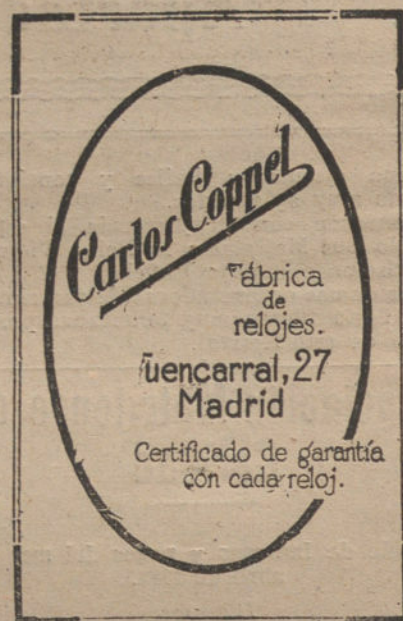 Carlos Coppel
Fábrica
de
relojes.
Fuencarral, 27
Madrid
Certificado de garantía
con cada reloj.